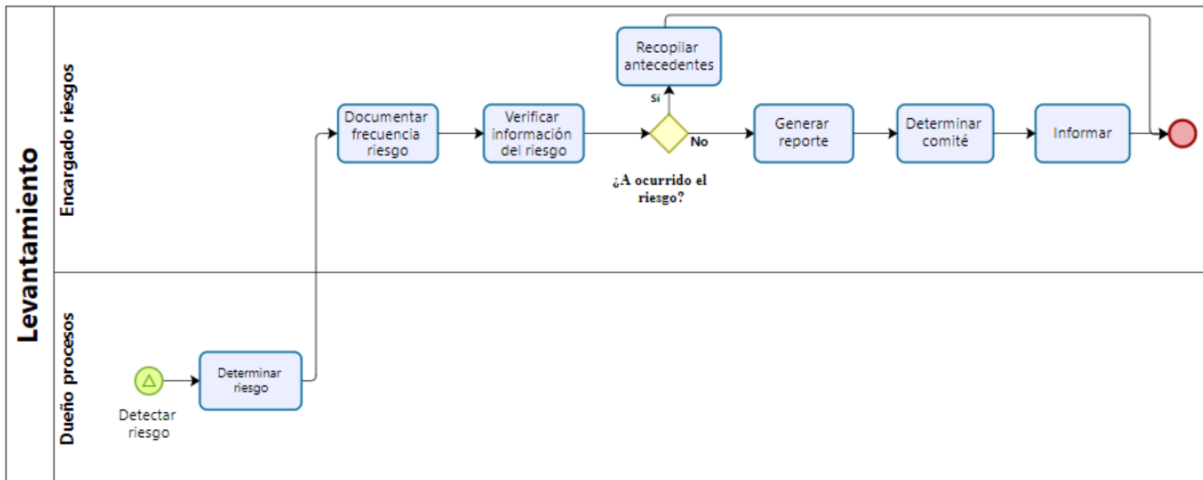 Levantamiento
Encargado riesgos
Recopilar
antecedentes
Si
Documentar
frecuencia
riesgo
Verificar
información
del riesgo
No
¿A ocurrido el
riesgo?
Generar
reporte
Determinar
comité
Informar
Dueño procesos
Detectar
riesgo
Determinar
riesgo